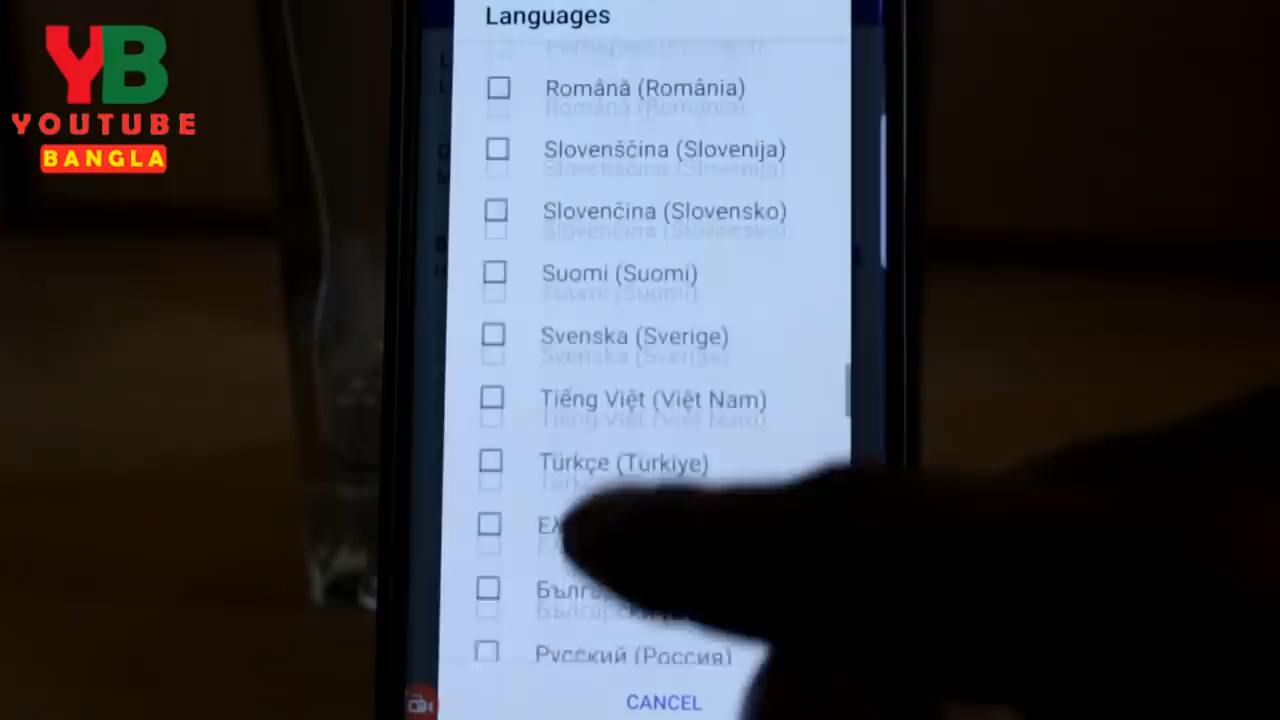 YB
YOUTUBE
BANGLA
Languages
Română (România)
Slovenščina (Slovenija)
Slovenčina (Slovensko)
Suomi (Suomi)
Svenska (Sverige)
Tiếng Việt (Việt Nam)
Türkçe (Türkiye)
Русский (Россия)
CANCEL